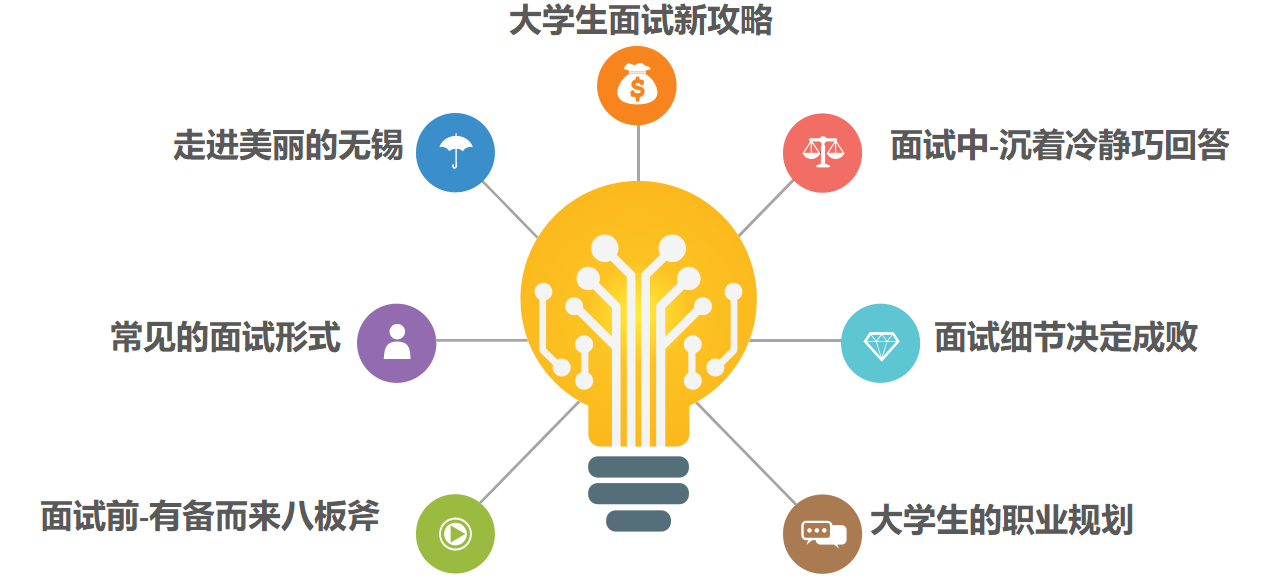 大学生面试新攻略
走进美丽的无锡
面试中-沉着冷静巧回答
常见的面试形式
面试细节决定成败
面试前-有备而来八板斧
大学生的职业规划
$